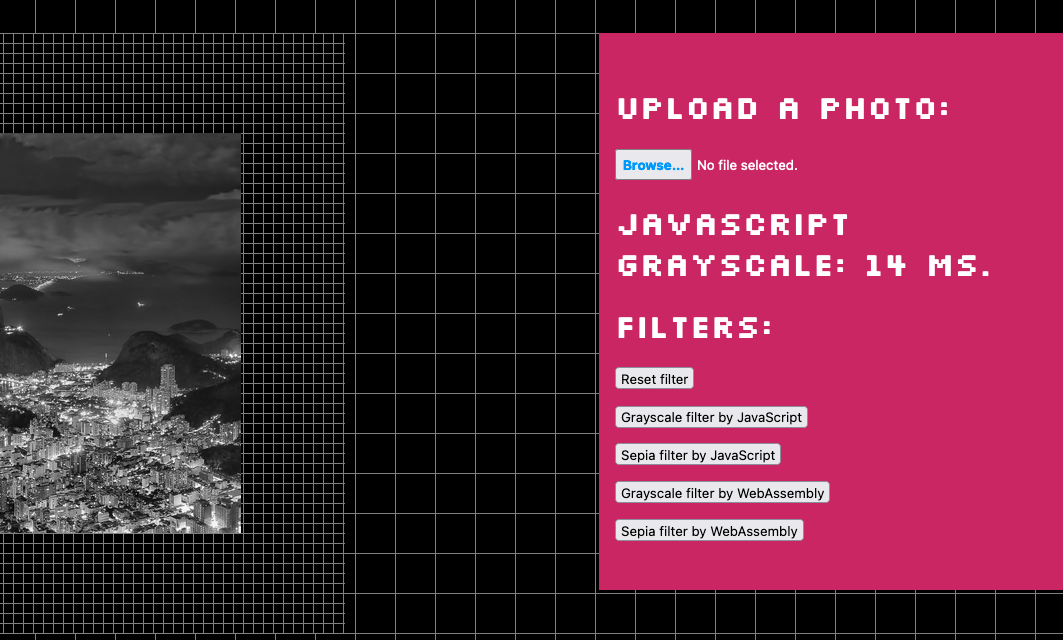 UPLOAD A PHOTO:
Browse... No file selected.
JAVASCRIPT
GRAYSCALE: 14 MS.
FILTERS:
Reset filter
Grayscale filter by JavaScript
Sepia filter by JavaScript
Grayscale filter by WebAssembly
Sepia filter by WebAssembly